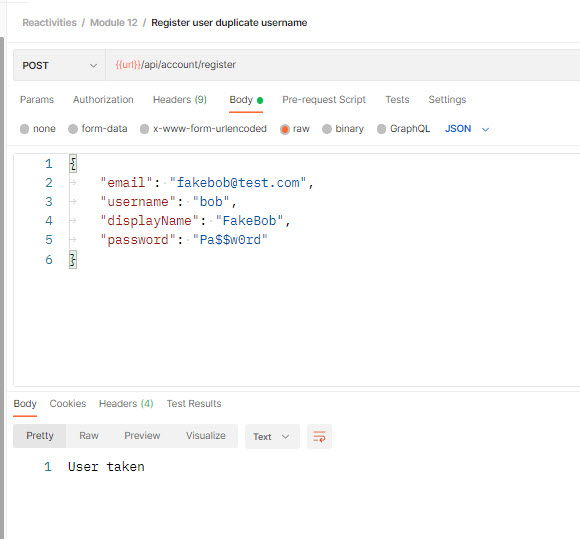 Reactivities / Module 12 / Register user duplicate username
POST {{url}}/api/account/register
Params Authorization Headers (9) Body Pre-request Script Tests Settings
none form-data x-www-form-urlencoded raw binary GraphQL JSON
1 {
2 "email": "fakebob@test.com",
3 "username": "bob",
4 "displayName": "FakeBob",
5 "password": "Pa$$w0rd"
6 }
Body Cookies Headers (4) Test Results
Pretty Raw Preview Visualize Text
1 User taken